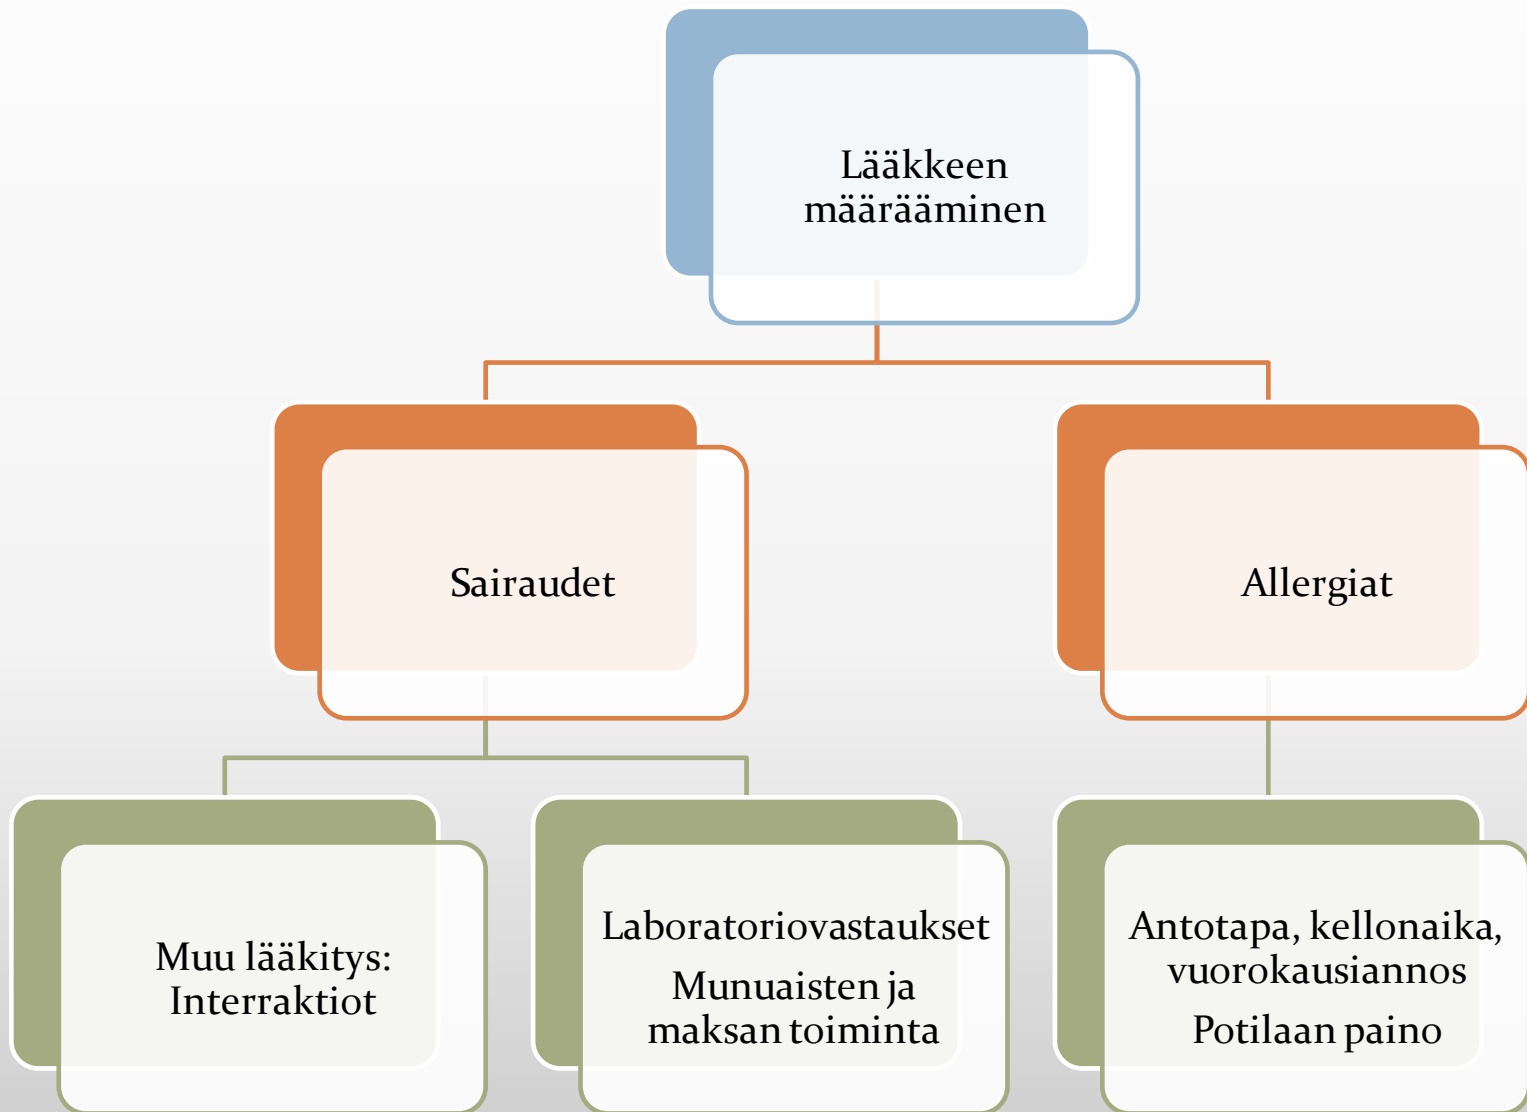 Lääkkeen
määrääminen
Sairaudet
Allergiat
Muu lääkitys:
Interraktiot
Laboratoriovastaukset
Munuaisten ja
maksan toiminta
Antotapa, kellonaika,
vuorokausiannos
Potilaan paino